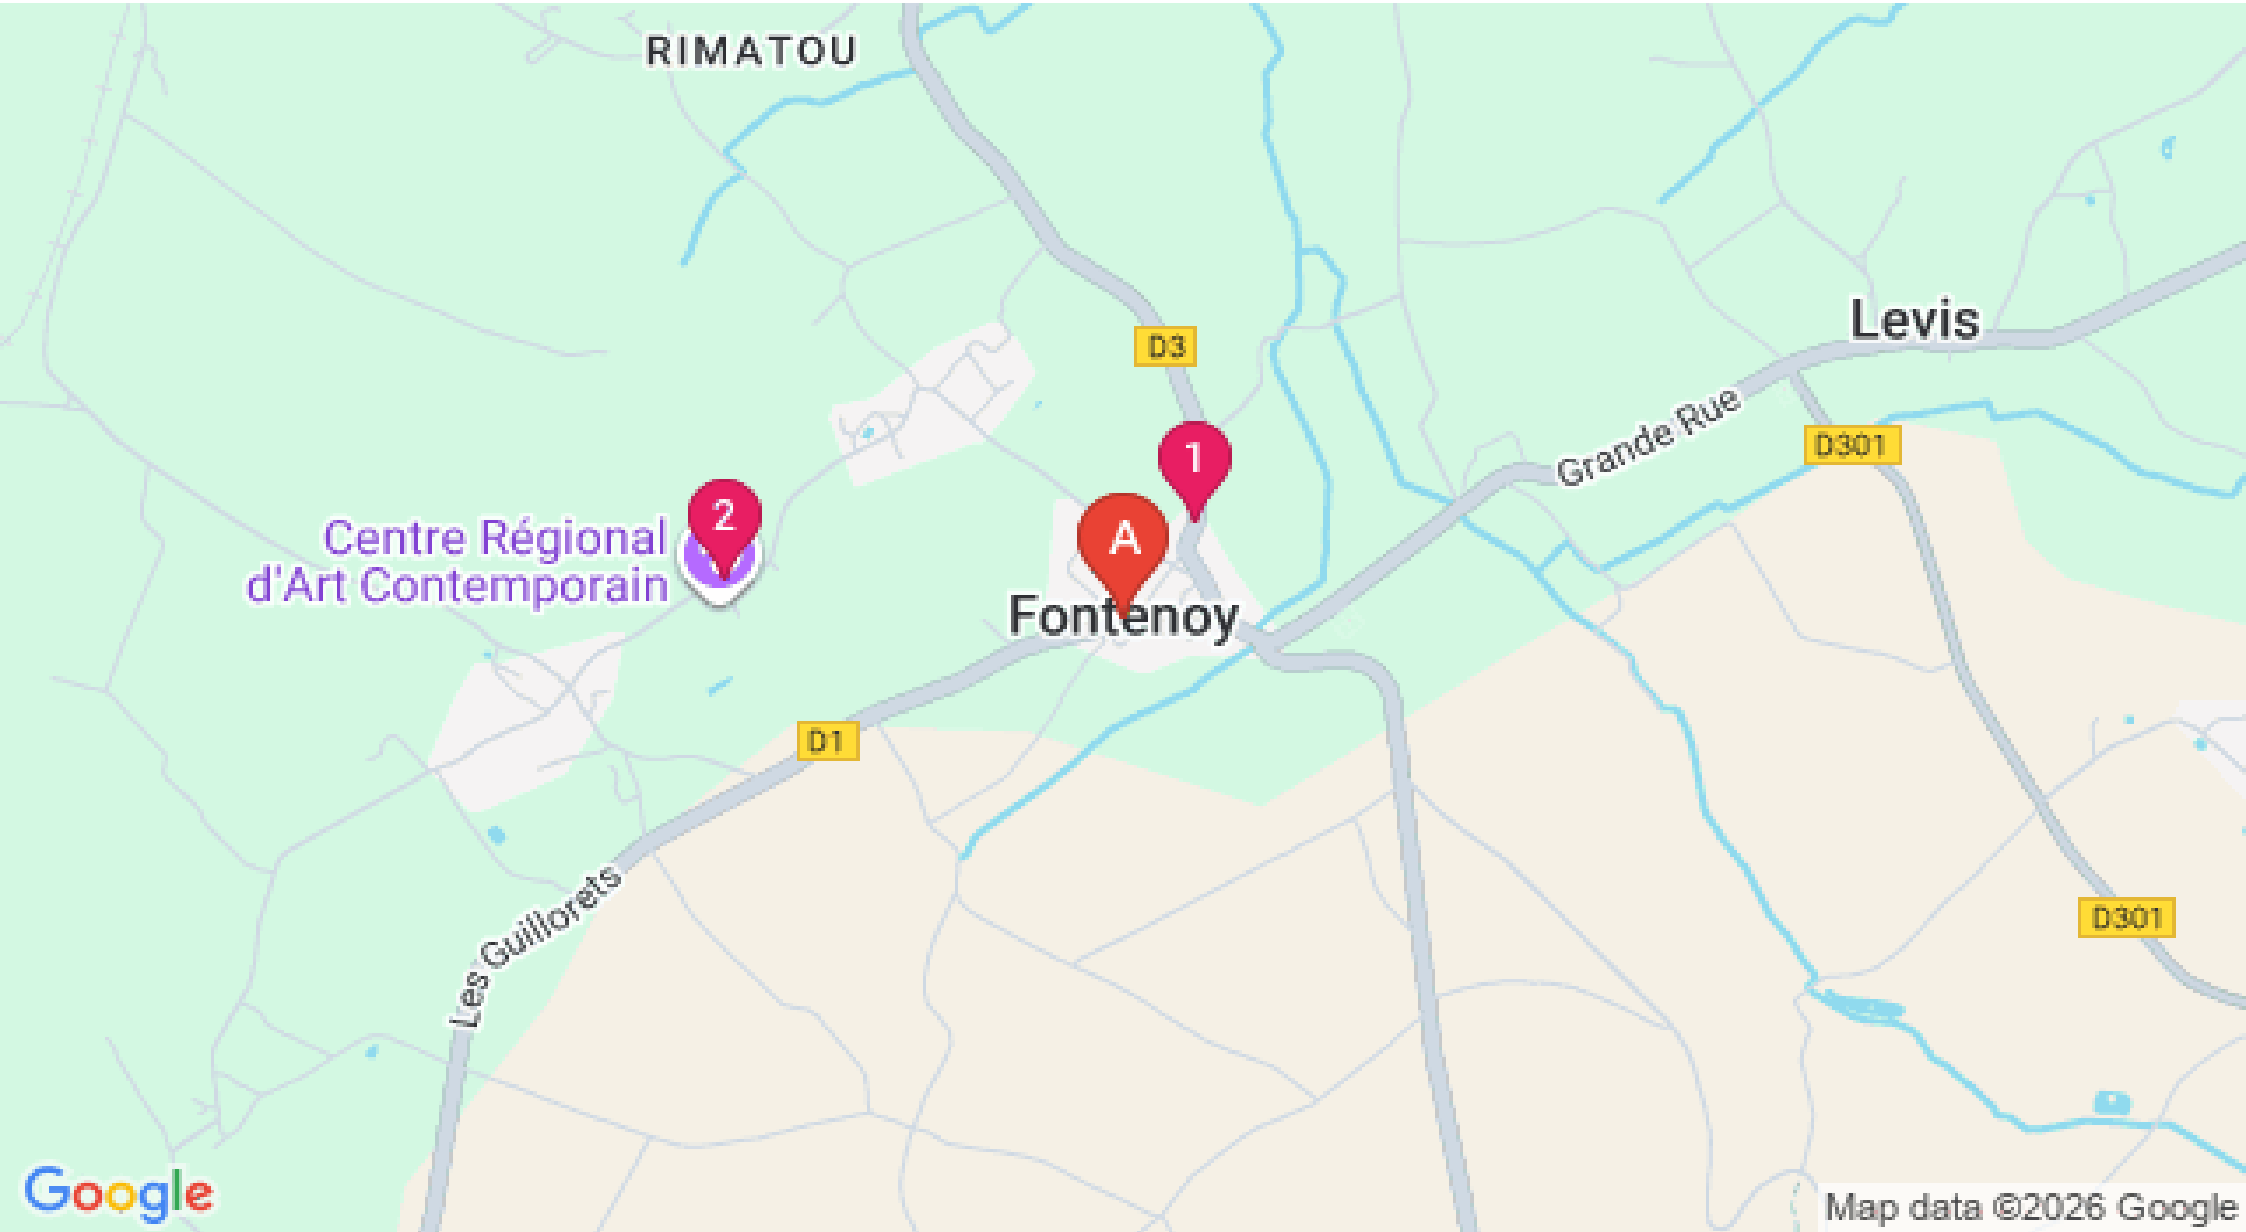 RIMATOU
Levis
D3
Grande Rue
D301
1
2
A
Centre Régional
d'Art Contemporain
Fontenoy
D1
Les Guillorets
D301
Google
Map data ©2026 Google